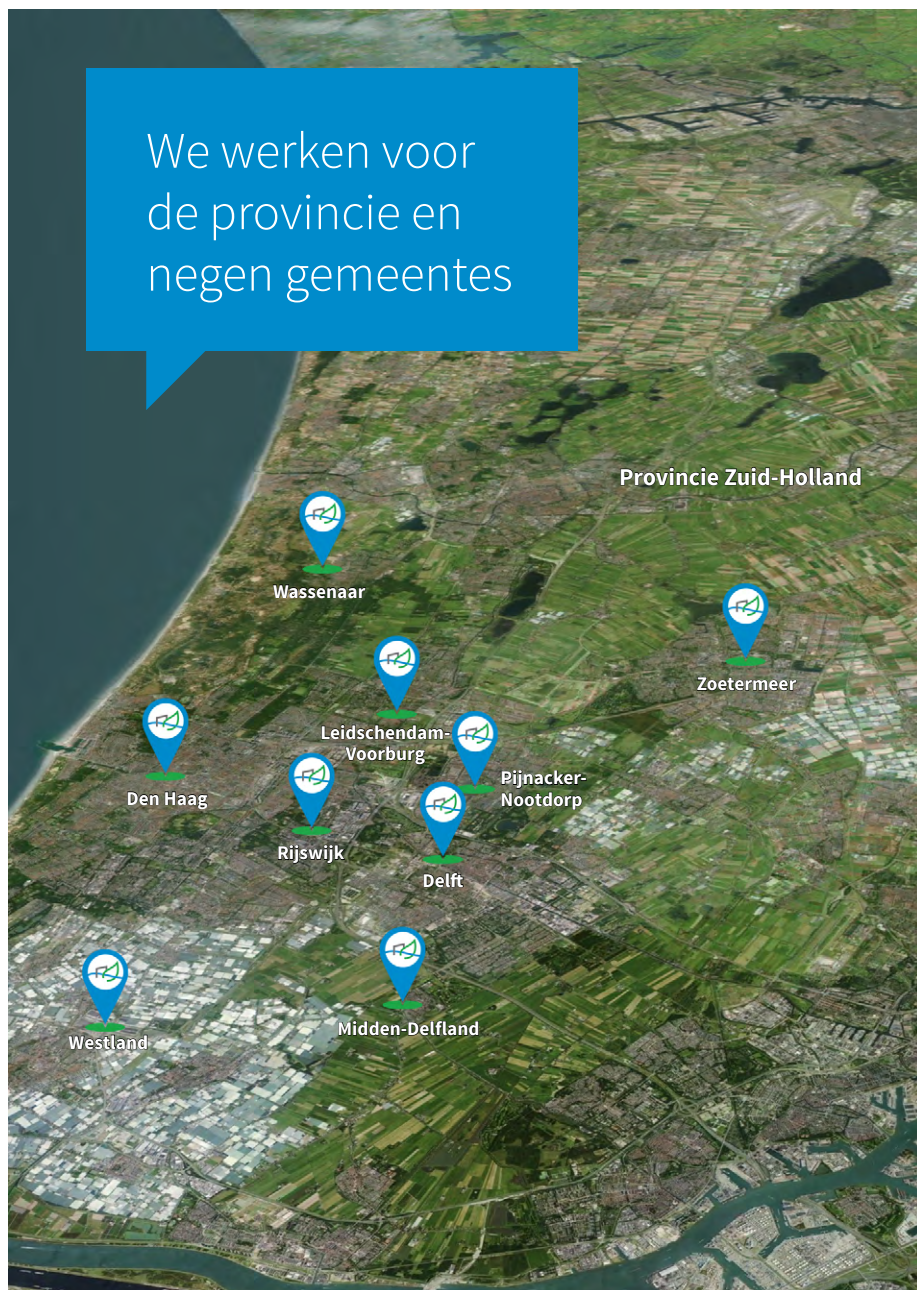 We werken voor
de provincie en
negen gemeentes
Provincie Zuid-Holland
Wassenaar
Zoetermeer
Leidschendam-
Voorburg
Pijnacker-
Nootdorp
Den Haag
Rijswijk
Delft
Midden-Delfland
Westland